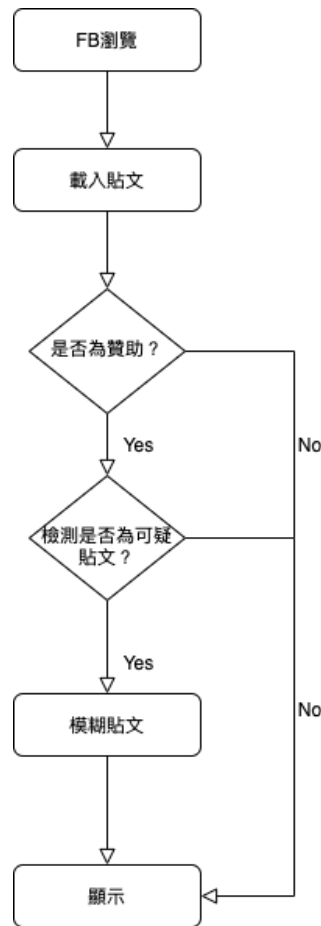 FB瀏覽
載入貼文
是否為贊助？
Yes
No
檢測是否為可疑
貼文？
Yes
No
模糊貼文
顯示